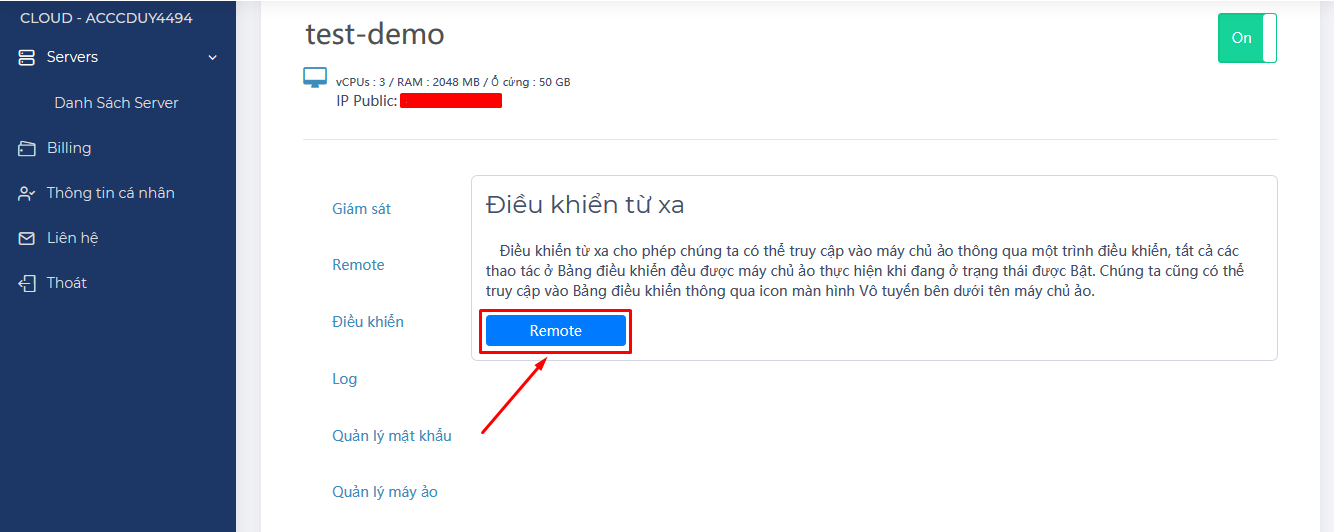 CLOUD - ACCCDUY4494
Servers
Danh Sách Server
Billing
Thông tin cá nhân
Liên hệ
Thoát
test-demo
On
vCPUs : 3 / RAM : 2048 MB / Ổ cứng : 50 GB
IP Public:
Giám sát
Remote
Điều khiển
Log
Quản lý mật khẩu
Quản lý máy ảo
Điều khiển từ xa
Điều khiển từ xa cho phép chúng ta có thể truy cập vào máy chủ ảo thông qua một trình điều khiển, tất cả các
thao tác ở Bảng điều khiển đều được máy chủ ảo thực hiện khi đang ở trạng thái được Bật. Chúng ta cũng có thể
truy cập vào Bảng điều khiển thông qua icon màn hình Vô tuyến bên dưới tên máy chủ ảo.
Remote